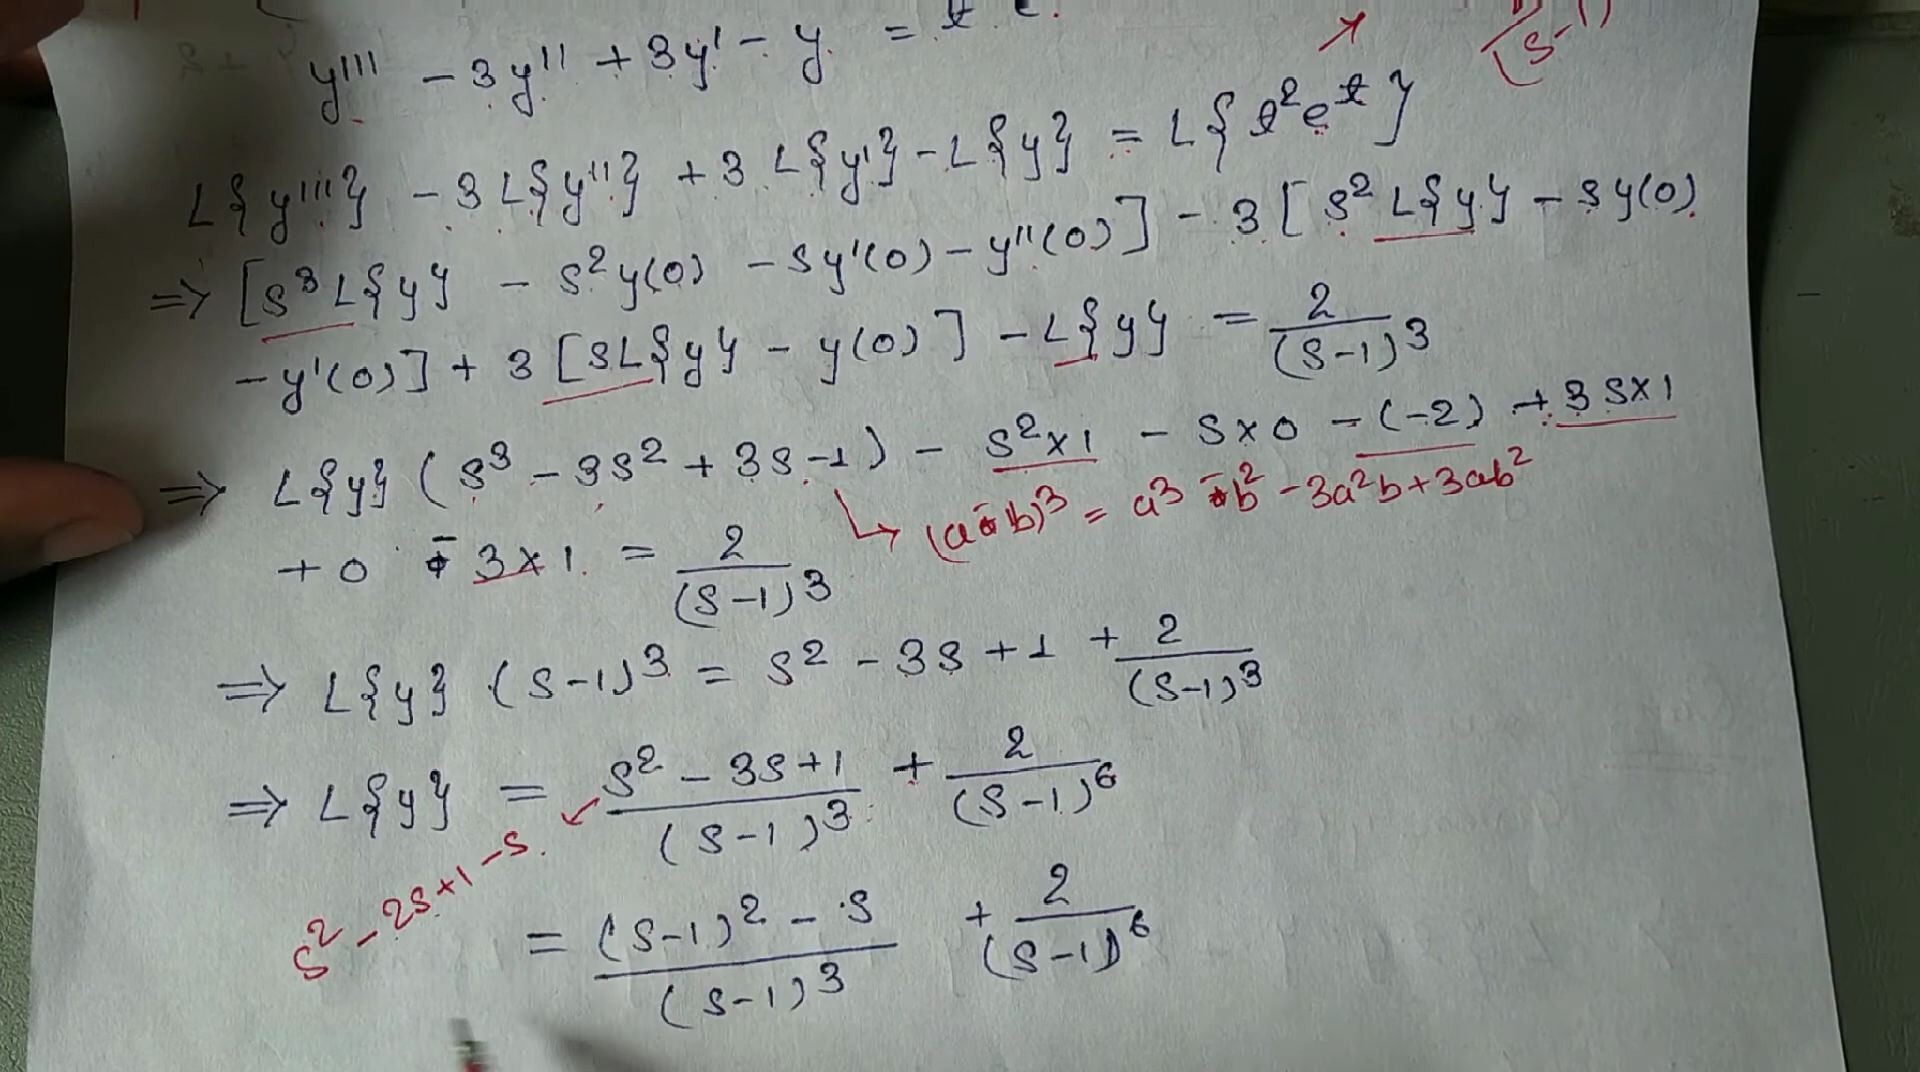 y''' - 3y'' + 3y' - y =
L{y'''} - 3L{y''} + 3L{y'} - L{y} = L{t²eᵗ}
⇒ [s³L{y} - s²y(0) - sy'(0) - y''(0)] - 3[s²L{y} - sy(0)
- y'(0)] + 3[sL{y} - y(0)] - L{y} = 2/(s-1)³
⇒ L{y}(s³ - 3s² + 3s - 1) - s²×1 - s×0 - (-2) + 3s×1
↳ (a-b)³ = a³ - b² - 3a²b + 3ab²
+ 0 - 3×1 = 2/(s-1)³
⇒ L{y} (s-1)³ = s² - 3s + 1 + 2/(s-1)³
⇒ L{y} = (s² - 3s + 1)/(s-1)³ + 2/(s-1)⁶
s² - 2s + 1 - s.
= ((s-1)² - s)/(s-1)³ + 2/(s-1)⁶